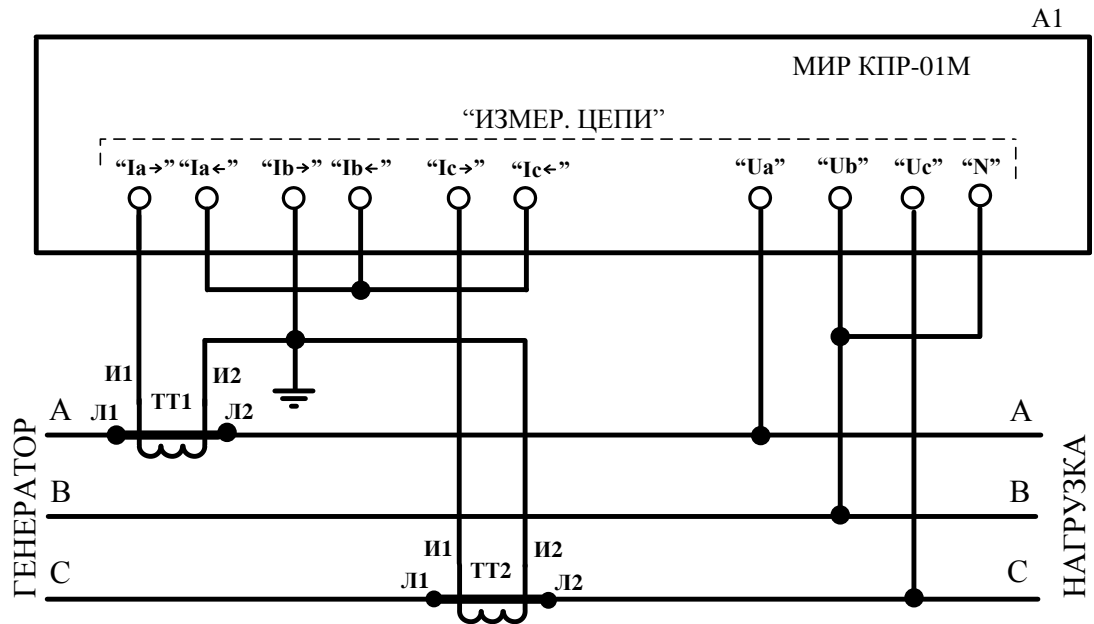 A1
МИР КПР-01М
“ИЗМЕР. ЦЕПИ”
“Ia→” “Ia←” “Ib→” “Ib←” “Ic→” “Ic←” “Ua” “Ub” “Uc” “N”
И1 И2
ТТ1
A Л1 Л2 A
ГЕНЕРАТОР
НАГРУЗКА
B B
И1 И2
ТТ2
C Л1 Л2 C